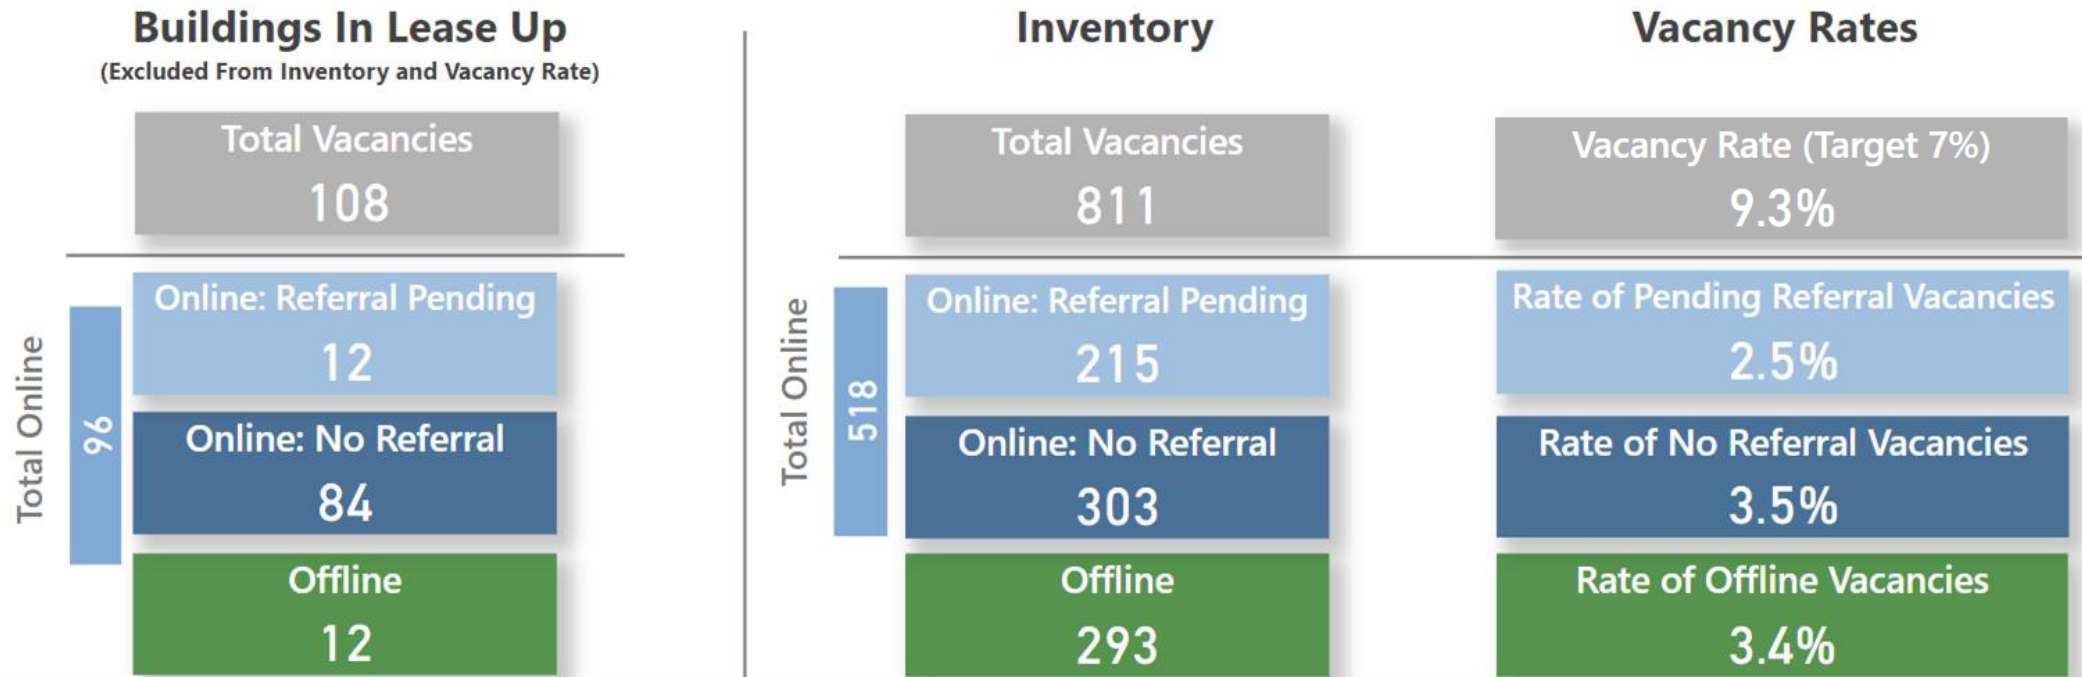 Buildings In Lease Up
(Excluded From Inventory and Vacancy Rate)
Total Vacancies
108
Total Online
96
Online: Referral Pending
12
Online: No Referral
84
Offline
12
Inventory
Total Vacancies
811
Total Online
518
Online: Referral Pending
215
Online: No Referral
303
Offline
293
Vacancy Rates
Vacancy Rate (Target 7%)
9.3%
Rate of Pending Referral Vacancies
2.5%
Rate of No Referral Vacancies
3.5%
Rate of Offline Vacancies
3.4%